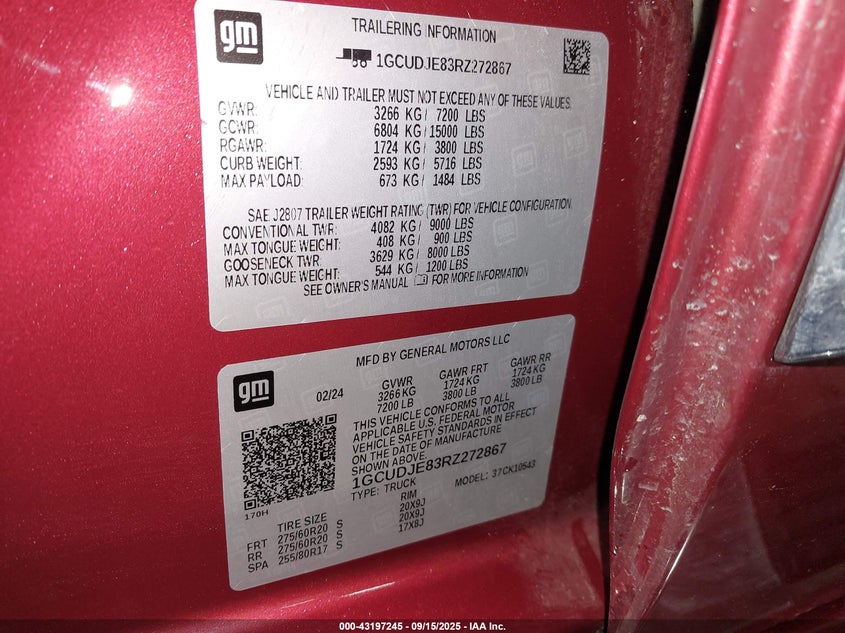 gm
TRAILERING INFORMATION
1GCUDJE83RZ272867
VEHICLE AND TRAILER MUST NOT EXCEED ANY OF THESE VALUES.
GVWR: 3266 KG / 7200 LBS
GCWR: 6804 KG / 15000 LBS
RGAWR: 1724 KG / 3800 LBS
CURB WEIGHT: 2593 KG / 5716 LBS
MAX PAYLOAD: 673 KG / 1484 LBS
SAE J2807 TRAILER WEIGHT RATING (TWR) FOR VEHICLE CONFIGURATION.
CONVENTIONAL TWR: 4082 KG / 9000 LBS
MAX TONGUE WEIGHT: 408 KG / 900 LBS
GOOSENECK TWR: 3629 KG / 8000 LBS
MAX TONGUE WEIGHT: 544 KG / 1200 LBS
SEE OWNER'S MANUAL FOR MORE INFORMATION
gm
MFD BY GENERAL MOTORS LLC
02/24
GVWR GAWR FRT GAWR RR
3266 KG 1724 KG 1724 KG
7200 LB 3800 LB 3800 LB
THIS VEHICLE CONFORMS TO ALL
APPLICABLE U.S. FEDERAL MOTOR
VEHICLE SAFETY STANDARDS IN EFFECT
ON THE DATE OF MANUFACTURE
SHOWN ABOVE.
1GCUDJE83RZ272867
TYPE: TRUCK MODEL: 37CK10543
170H
TIRE SIZE RIM
FRT 275/60R20 S 20X9J
RR 275/60R20 S 20X9J
SPA 255/80R17 S 17X8J
000-43197245 - 09/15/2025 - IAA Inc.